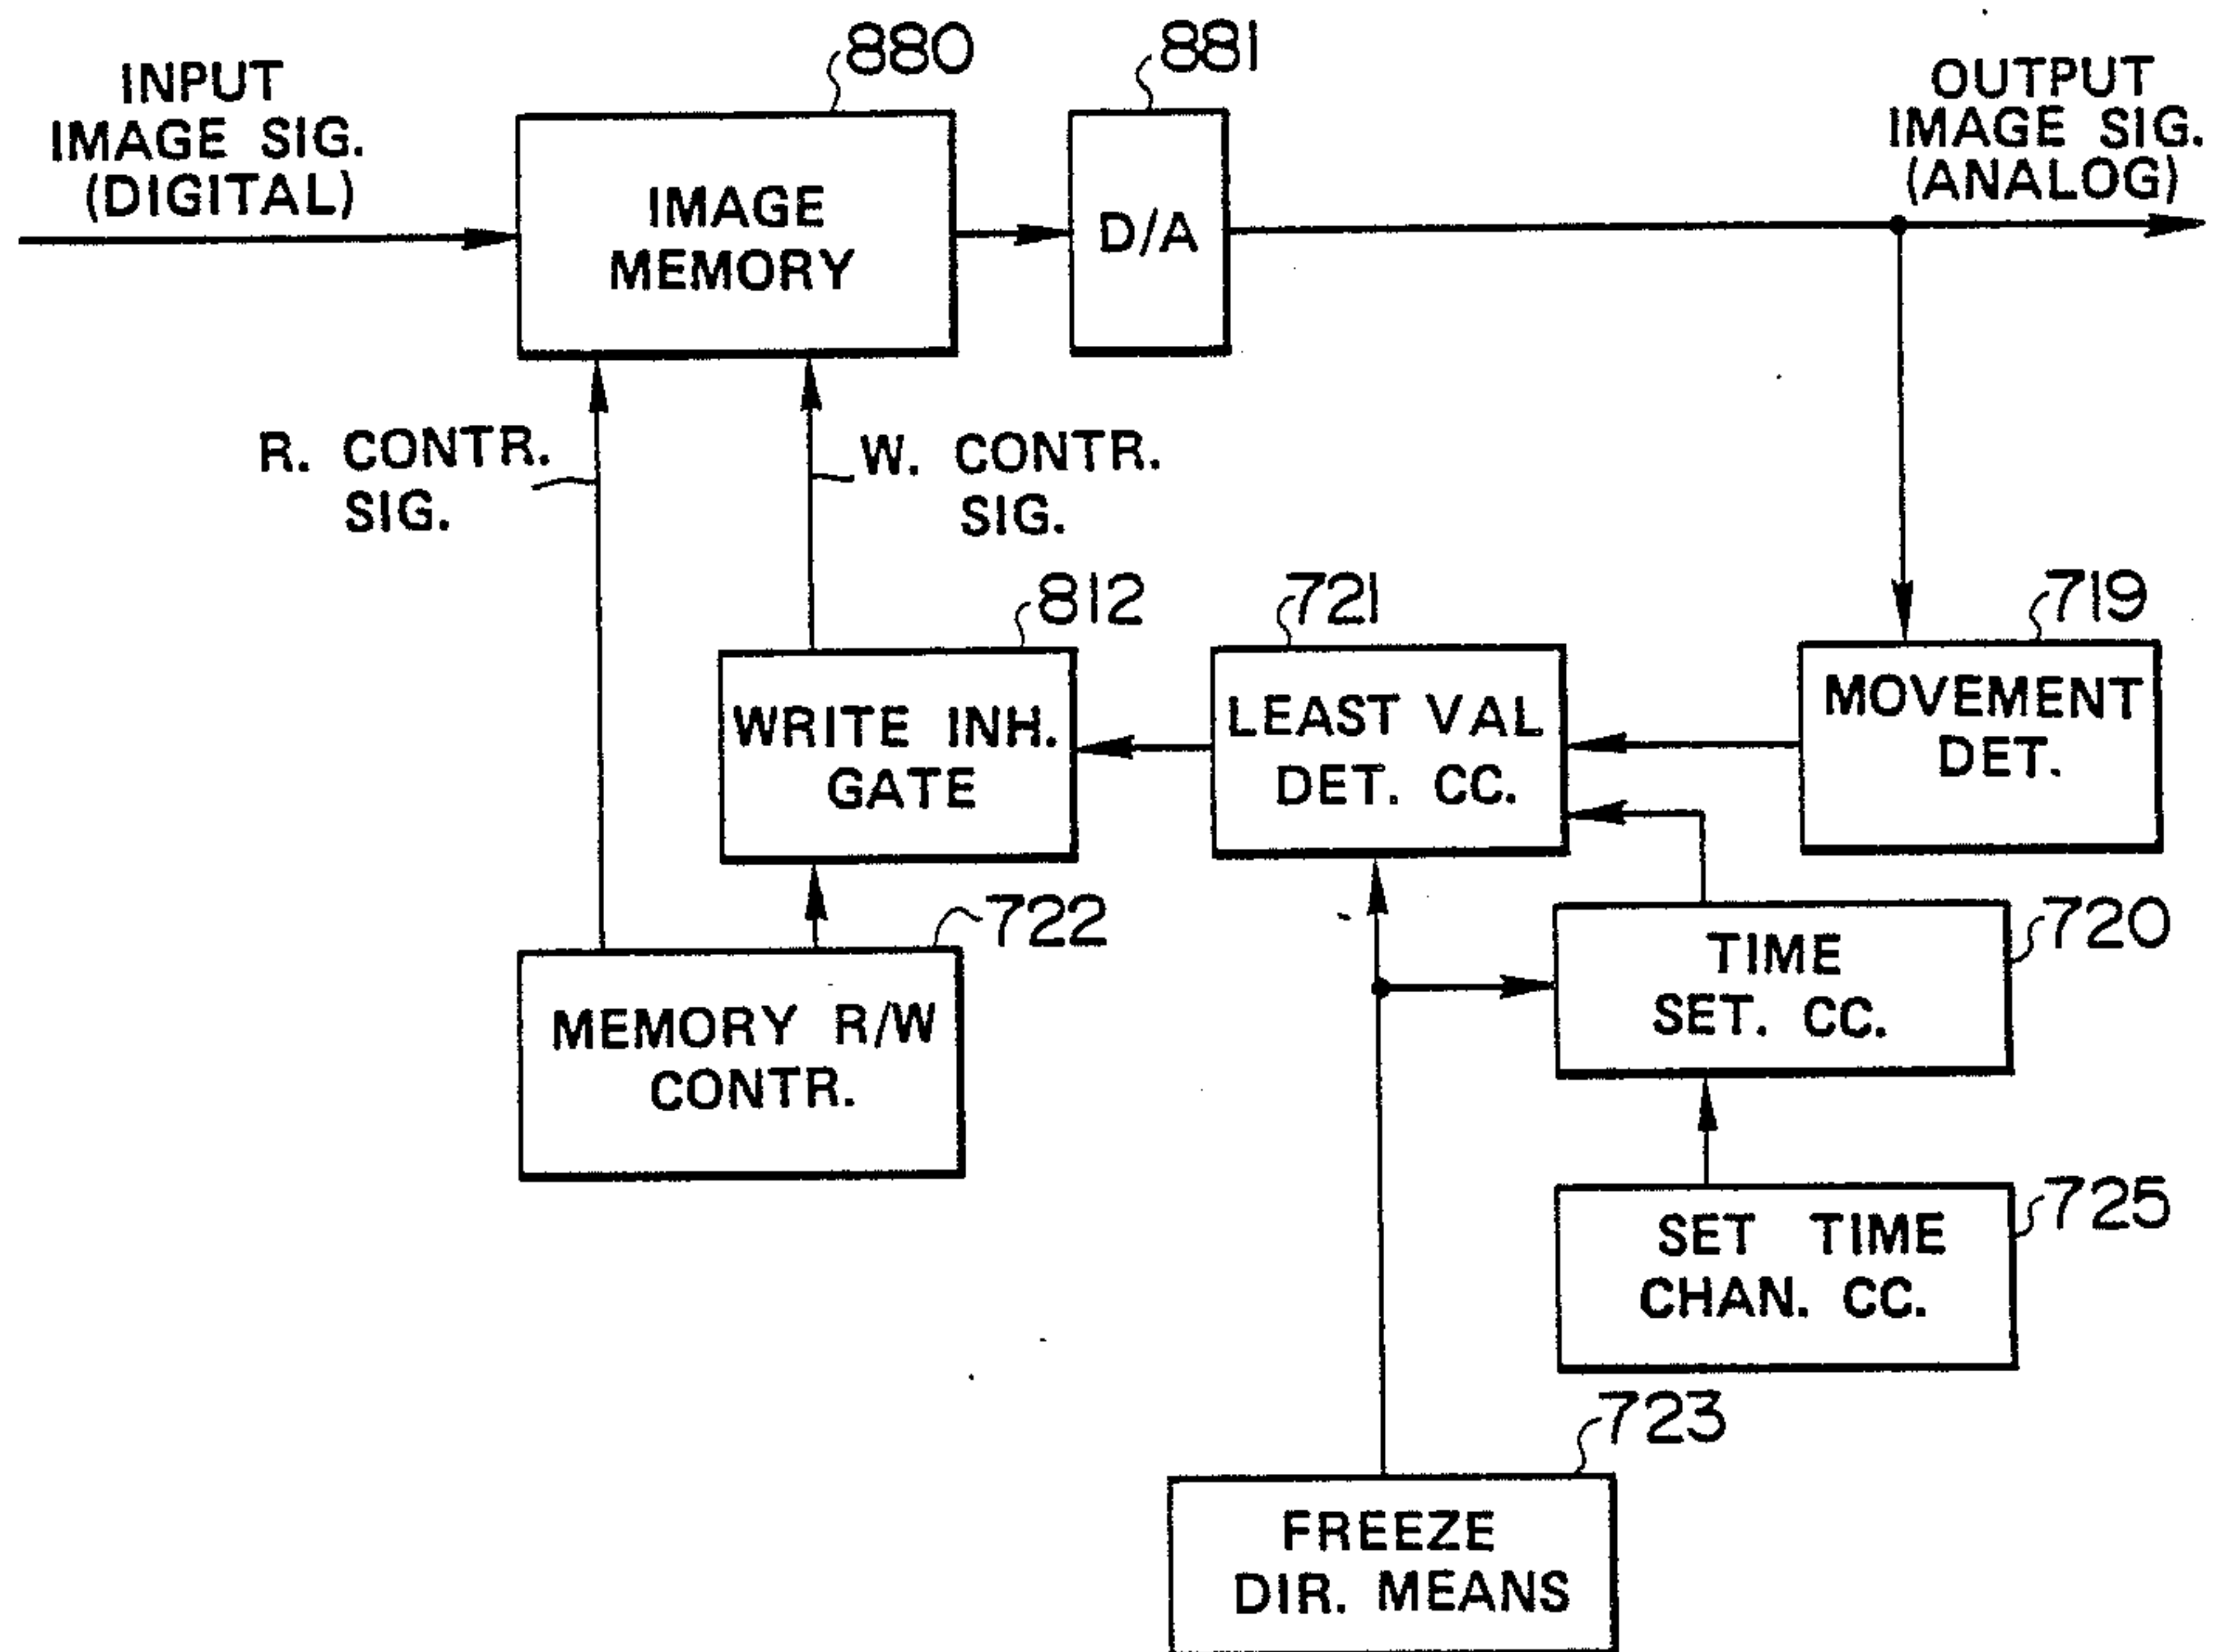 880
881
INPUT
IMAGE SIG.
(DIGITAL)
OUTPUT
IMAGE SIG.
(ANALOG)
IMAGE
MEMORY
D/A
R. CONTR.
SIG.
W. CONTR.
SIG.
812
721
719
WRITE INH.
GATE
LEAST VAL
DET. CC.
MOVEMENT
DET.
722
720
MEMORY R/W
CONTR.
TIME
SET. CC.
725
SET TIME
CHAN. CC.
723
FREEZE
DIR. MEANS